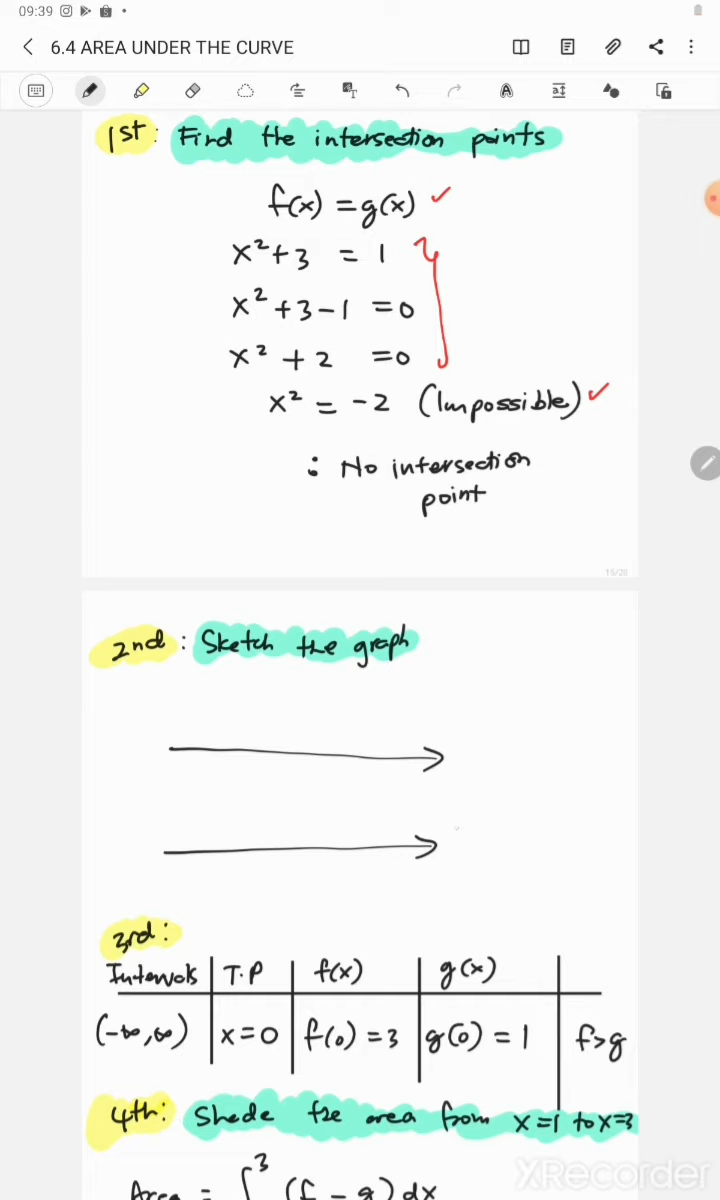 09:39
6.4 AREA UNDER THE CURVE
1st: Find the intersection points
f(x) = g(x) ✓
x²+3 = 1
x²+3-1 = 0
x²+2 = 0
x² = -2 (Impossible) ✓
: No intersection
point
15/20
2nd: Sketch the graph
3rd:
Intervals | T.P | f(x) | g(x) |
(-∞,∞) | x=0 | f(0) = 3 | g(0) = 1 | f>g
4th: Shade the area from x=1 to x=3
Area = ∫³ (f - g) dx
XRecorder